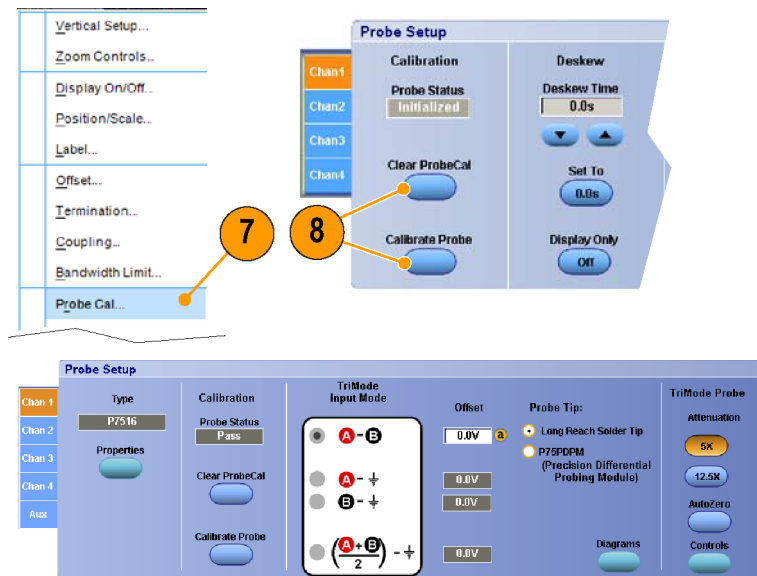 Vertical Setup...
Zoom Controls...
Display On/Off...
Position/Scale...
Label...
Offset...
Termination...
Coupling...
Bandwidth Limit...
Probe Cal...
7
8
Probe Setup
Chan1
Chan2
Chan3
Chan4
Calibration
Probe Status
Initialized
Clear ProbeCal
Calibrate Probe
Deskew
Deskew Time
0.0s
Set To
0.0s
Display Only
Off
Probe Setup
Chan 1
Chan 2
Chan 3
Chan 4
Aux
Type
P7516
Properties
Calibration
Probe Status
Pass
Clear ProbeCal
Calibrate Probe
TriMode
Input Mode
A - B
A - ⏚
B - ⏚
(A+B / 2) - ⏚
Offset
0.0V a
0.0V
0.0V
0.0V
Probe Tip:
Long Reach Solder Tip
P75PDPM
(Precision Differential
Probing Module)
Diagrams
TriMode Probe
Attenuation
5X
12.5X
AutoZero
Controls